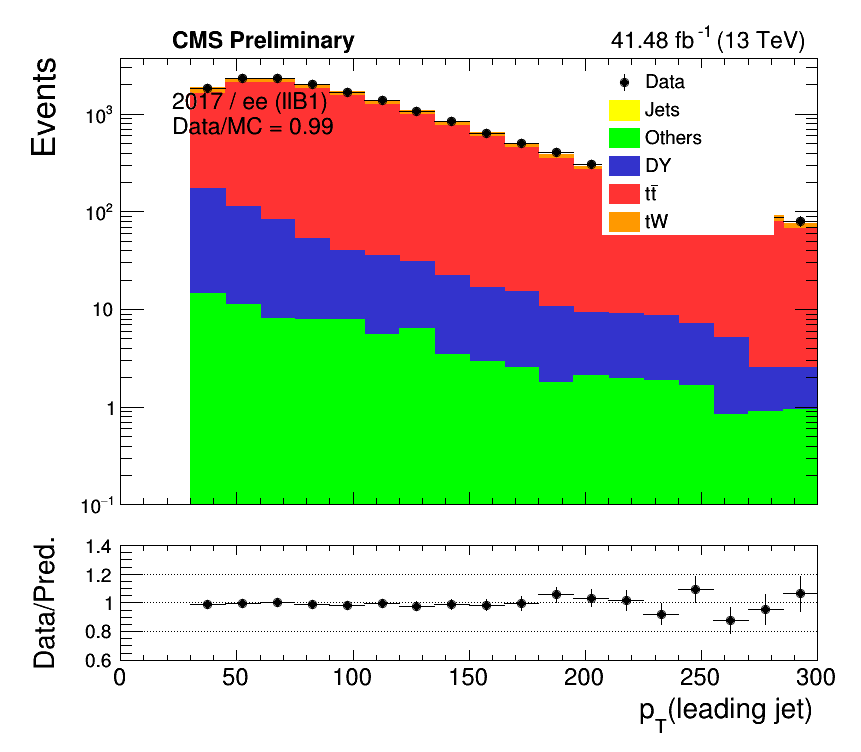 CMS Preliminary
41.48 fb⁻¹ (13 TeV)
Events
2017 / ee (IIB1)
Data/MC = 0.99
Data
Jets
Others
DY
tt̄
tW
10³
10²
10
1
10⁻¹
Data/Pred.
1.4
1.2
1
0.8
0.6
0 50 100 150 200 250 300
p_T(leading jet)